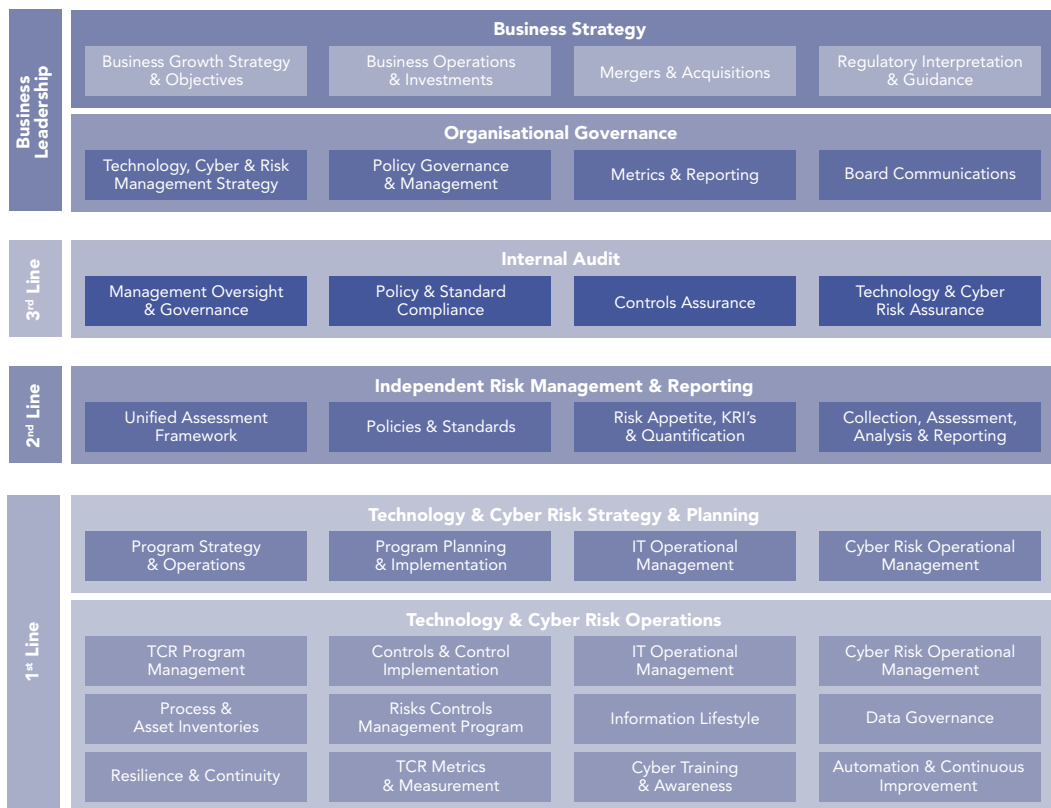 Business
Leadership
Business Strategy
Business Growth Strategy
& Objectives
Business Operations
& Investments
Mergers & Acquisitions
Regulatory Interpretation
& Guidance
Organisational Governance
Technology, Cyber & Risk
Management Strategy
Policy Governance
& Management
Metrics & Reporting
Board Communications
3rd Line
Internal Audit
Management Oversight
& Governance
Policy & Standard
Compliance
Controls Assurance
Technology & Cyber
Risk Assurance
2nd Line
Independent Risk Management & Reporting
Unified Assessment
Framework
Policies & Standards
Risk Appetite, KRI's
& Quantification
Collection, Assessment,
Analysis & Reporting
1st Line
Technology & Cyber Risk Strategy & Planning
Program Strategy
& Operations
Program Planning
& Implementation
IT Operational
Management
Cyber Risk Operational
Management
Technology & Cyber Risk Operations
TCR Program
Management
Controls & Control
Implementation
IT Operational
Management
Cyber Risk Operational
Management
Process &
Asset Inventories
Risks Controls
Management Program
Information Lifestyle
Data Governance
Resilience & Continuity
TCR Metrics
& Measurement
Cyber Training
& Awareness
Automation & Continuous
Improvement